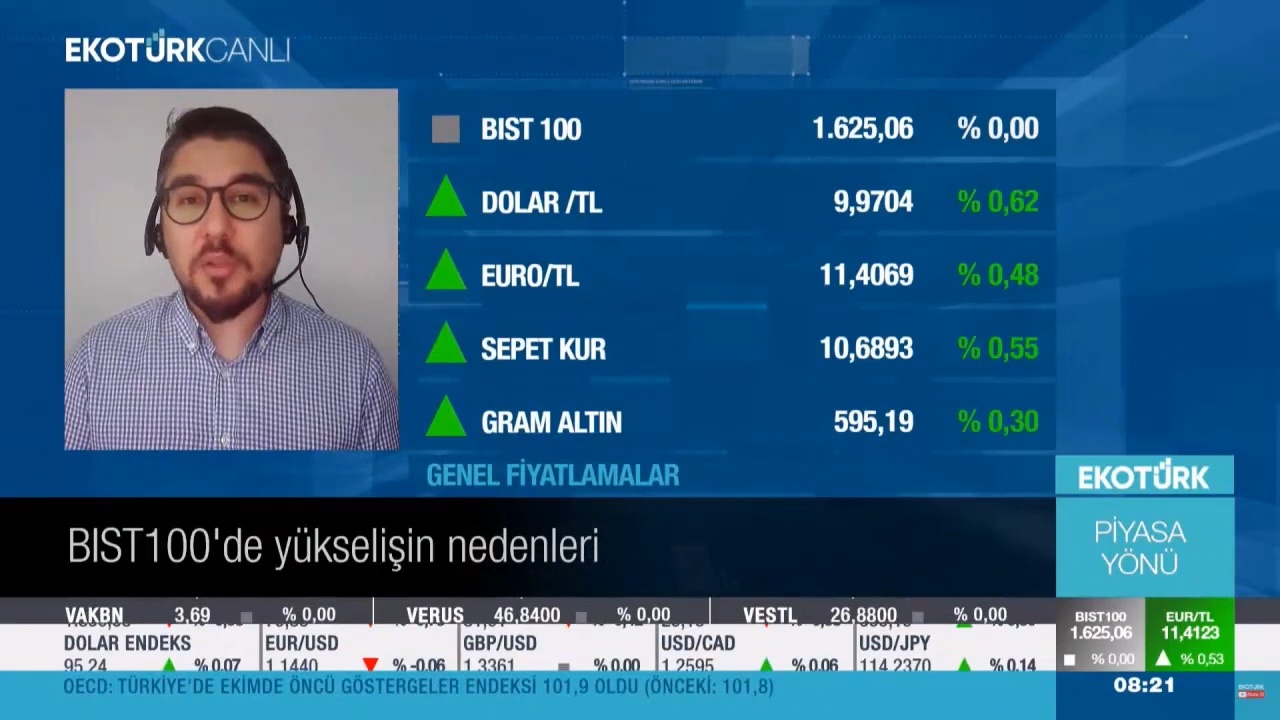 EKOTÜRK CANLI
BIST 100 1.625,06 % 0,00
DOLAR /TL 9,9704 % 0,62
EURO/TL 11,4069 % 0,48
SEPET KUR 10,6893 % 0,55
GRAM ALTIN 595,19 % 0,30
GENEL FİYATLAMALAR
EKOTÜRK
PİYASA
YÖNÜ
BIST100'de yükselişin nedenleri
VAKBN 3,69 % 0,00 VERUS 46,8400 % 0,00 VESTL 26,8800 % 0,00
DOLAR ENDEKS EUR/USD GBP/USD USD/CAD USD/JPY
95.24 % 0.07 1.1440 % -0.06 1.3361 % 0.00 1.2595 % 0.06 114.2370 % 0.14
BIST100 EUR/TL
1.625,06 11,4123
% 0,00 % 0,53
OECD: TÜRKİYE'DE EKİMDE ÖNCÜ GÖSTERGELER ENDEKSİ 101,9 OLDU (ÖNCEKİ: 101,8)
08:21